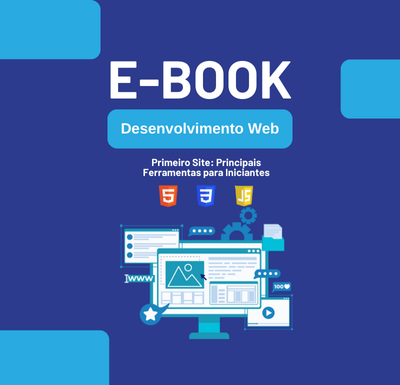 E-BOOK
Desenvolvimento Web
Primeiro Site: Principais
Ferramentas para Iniciantes
5
3
JS
WWW
100